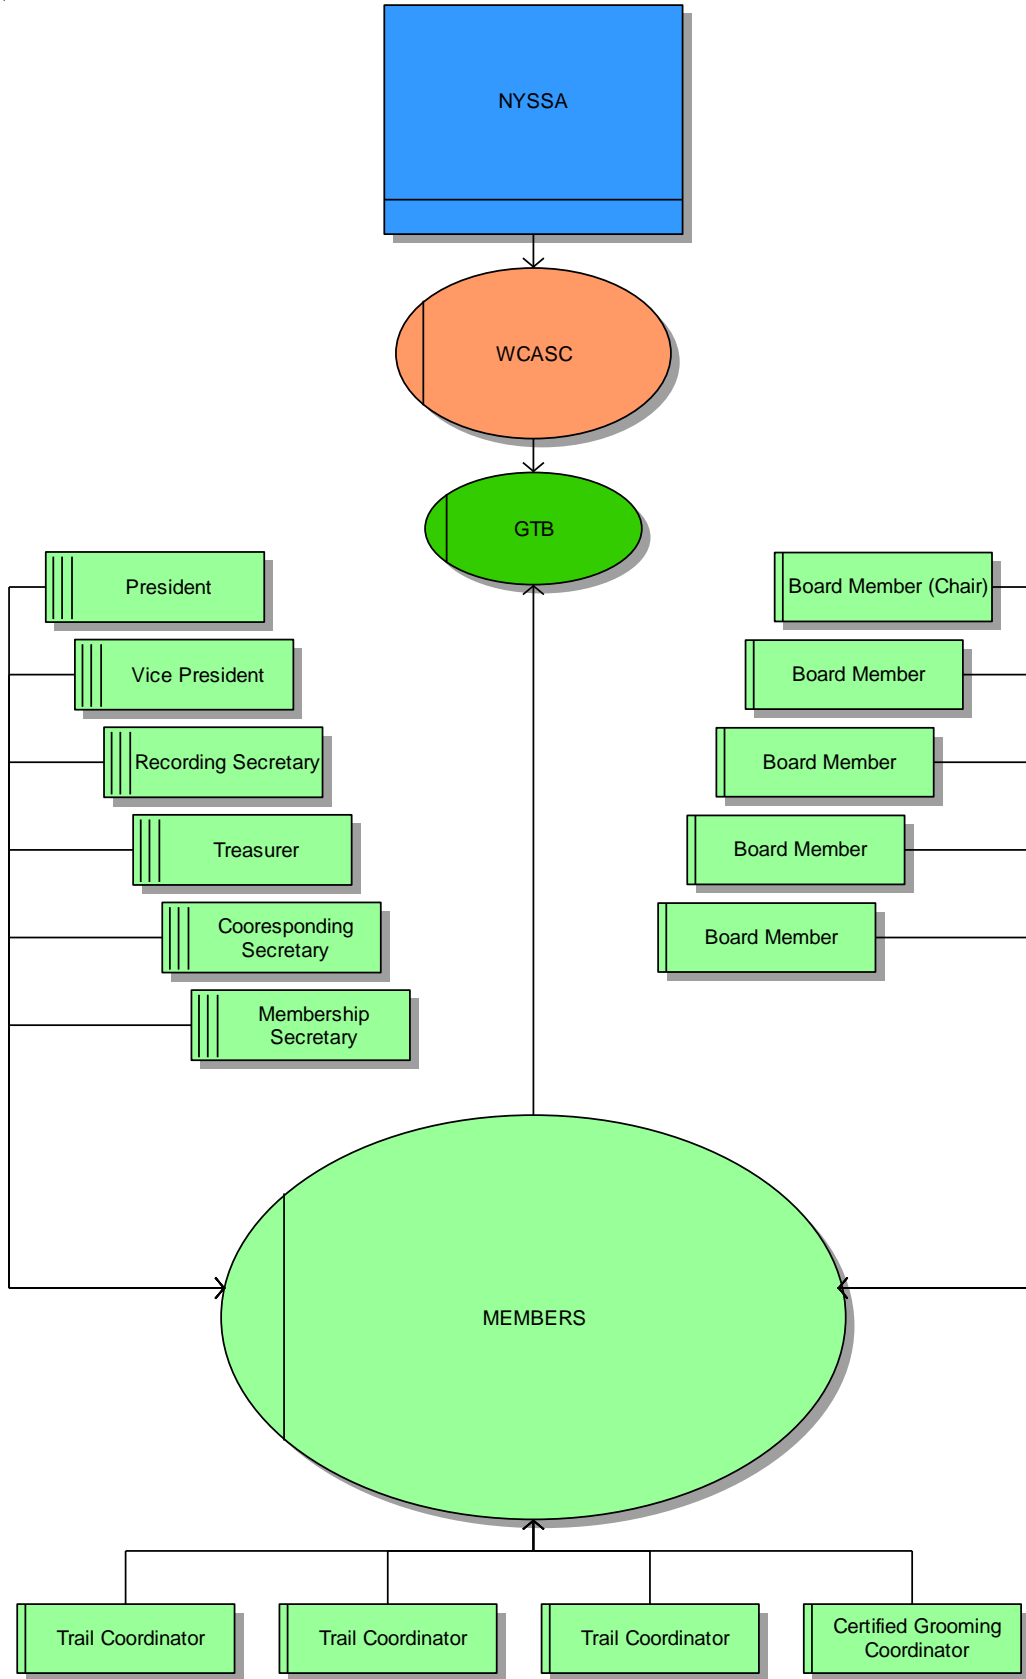 NYSSA
WCASC
GTB
President
Vice President
Recording Secretary
Treasurer
Cooresponding
Secretary
Membership
Secretary
Board Member (Chair)
Board Member
Board Member
Board Member
Board Member
MEMBERS
Trail Coordinator
Trail Coordinator
Trail Coordinator
Certified Grooming
Coordinator